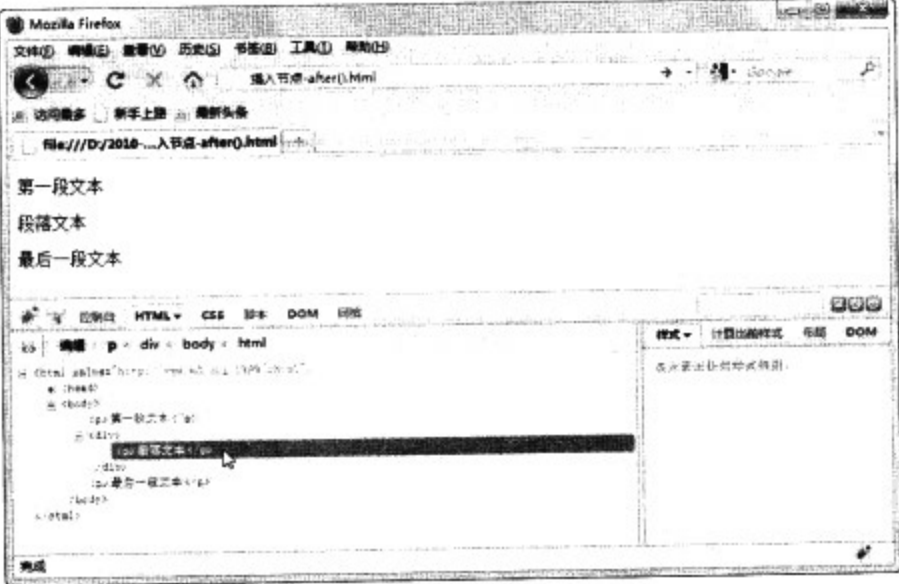 Mozilla Firefox
文件(F) 编辑(E) 查看(V) 历史(S) 书签(B) 工具(T) 帮助(H)
插入节点-after().html
Google
访问最多 新手上路 最新头条
file:///D:/2010-...入节点-after().html
第一段文本
段落文本
最后一段文本
控制台 HTML CSS 脚本 DOM 网络
编辑 p < div < body < html
样式 计算出的样式 布局 DOM
<head>
<body>
<p>第一段文本</p>
<div>
<p>段落文本</p>
</div>
<p>最后一段文本</p>
</body>
</html>
完成